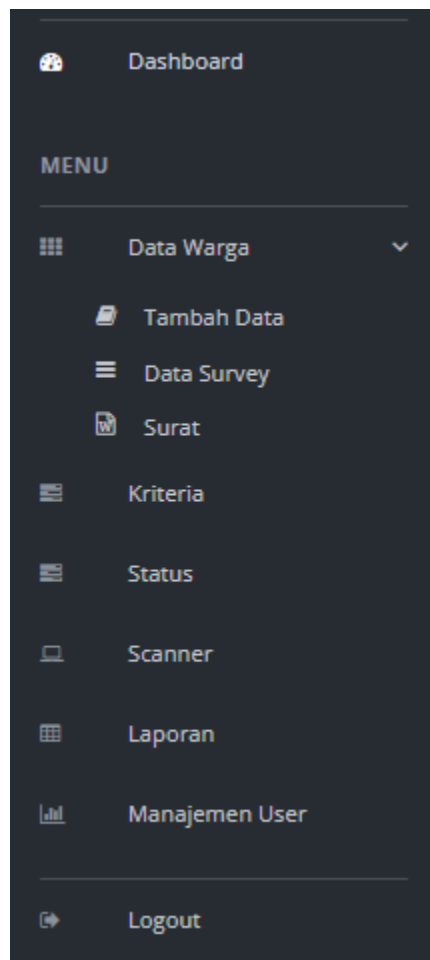 Dashboard
MENU
Data Warga
Tambah Data
Data Survey
Surat
Kriteria
Status
Scanner
Laporan
Manajemen User
Logout